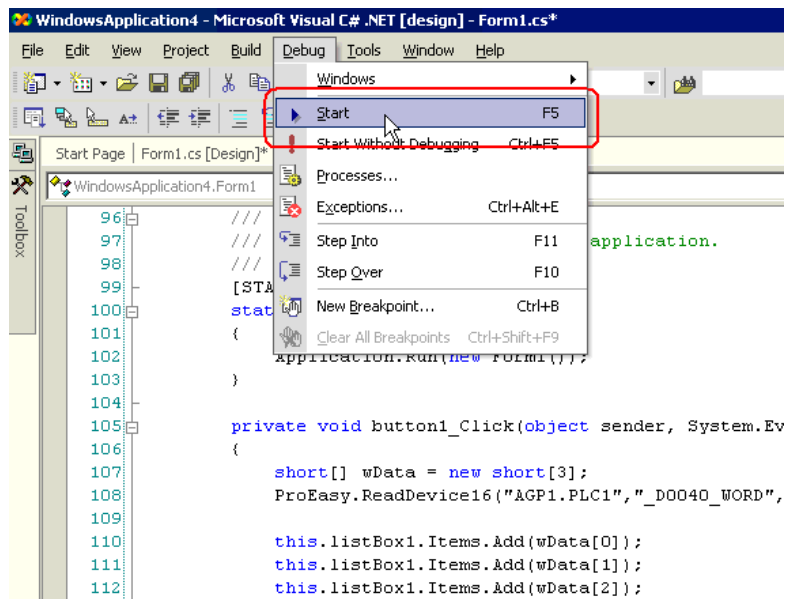 WindowsApplication4 - Microsoft Visual C# .NET [design] - Form1.cs*
File Edit View Project Build Debug Tools Window Help
Windows
Start F5
Start Without Debugging Ctrl+F5
Start Page Form1.cs [Design]*
Processes...
WindowsApplication4.Form1
Exceptions... Ctrl+Alt+E
Toolbox
96 ///
97 /// Step Into F11 application.
98 /// Step Over F10
99 [STA
100 stat New Breakpoint... Ctrl+B
101 { Clear All Breakpoints Ctrl+Shift+F9
102 Application.Run(new Form1());
103 }
104
105 private void button1_Click(object sender, System.Ev
106 {
107 short[] wData = new short[3];
108 ProEasy.ReadDevice16("AGP1.PLC1","_D0040_WORD",
109
110 this.listBox1.Items.Add(wData[0]);
111 this.listBox1.Items.Add(wData[1]);
112 this.listBox1.Items.Add(wData[2]);